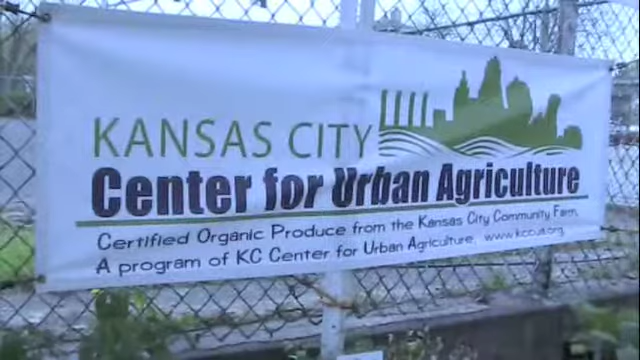 KANSAS CITY
Center for Urban Agriculture
Certified Organic Produce from the Kansas City Community Farm,
A program of KC Center for Urban Agriculture, www.kccua.org